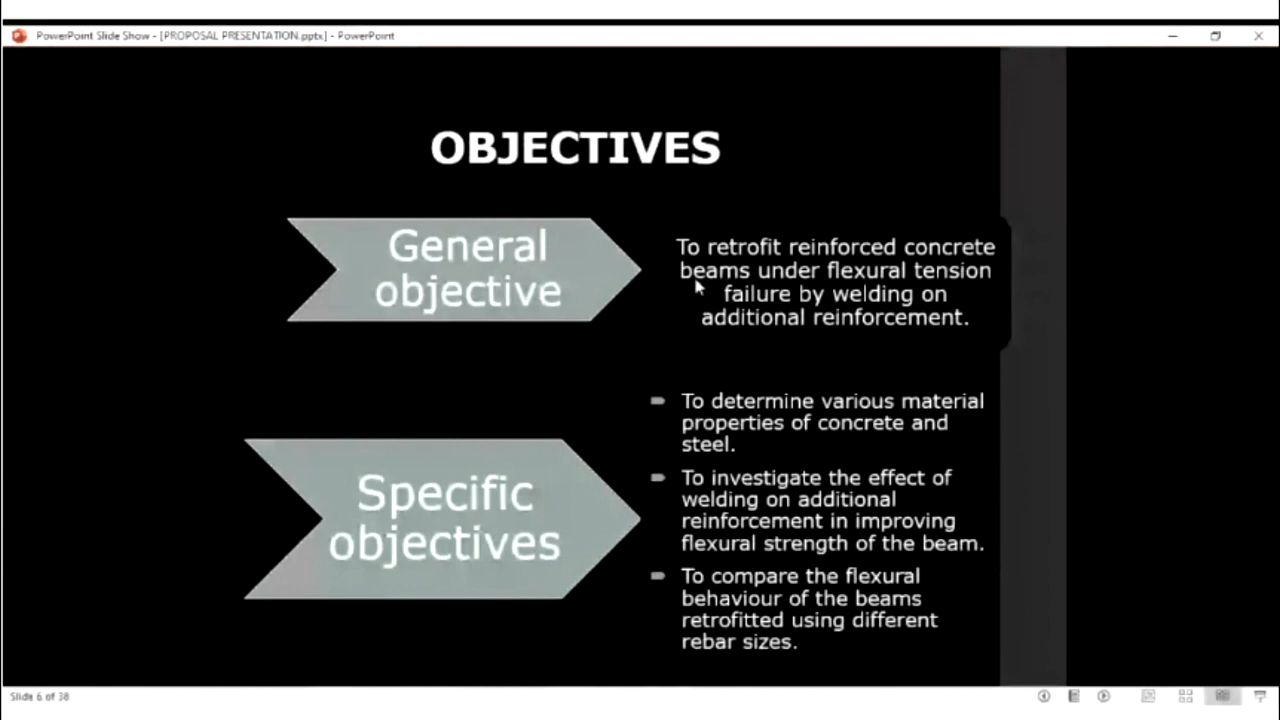 PowerPoint Slide Show - [PROPOSAL PRESENTATION.pptx] - PowerPoint
OBJECTIVES
General
objective
To retrofit reinforced concrete
beams under flexural tension
failure by welding on
additional reinforcement.
Specific
objectives
To determine various material
properties of concrete and
steel.
To investigate the effect of
welding on additional
reinforcement in improving
flexural strength of the beam.
To compare the flexural
behaviour of the beams
retrofitted using different
rebar sizes.
Slide 6 of 38